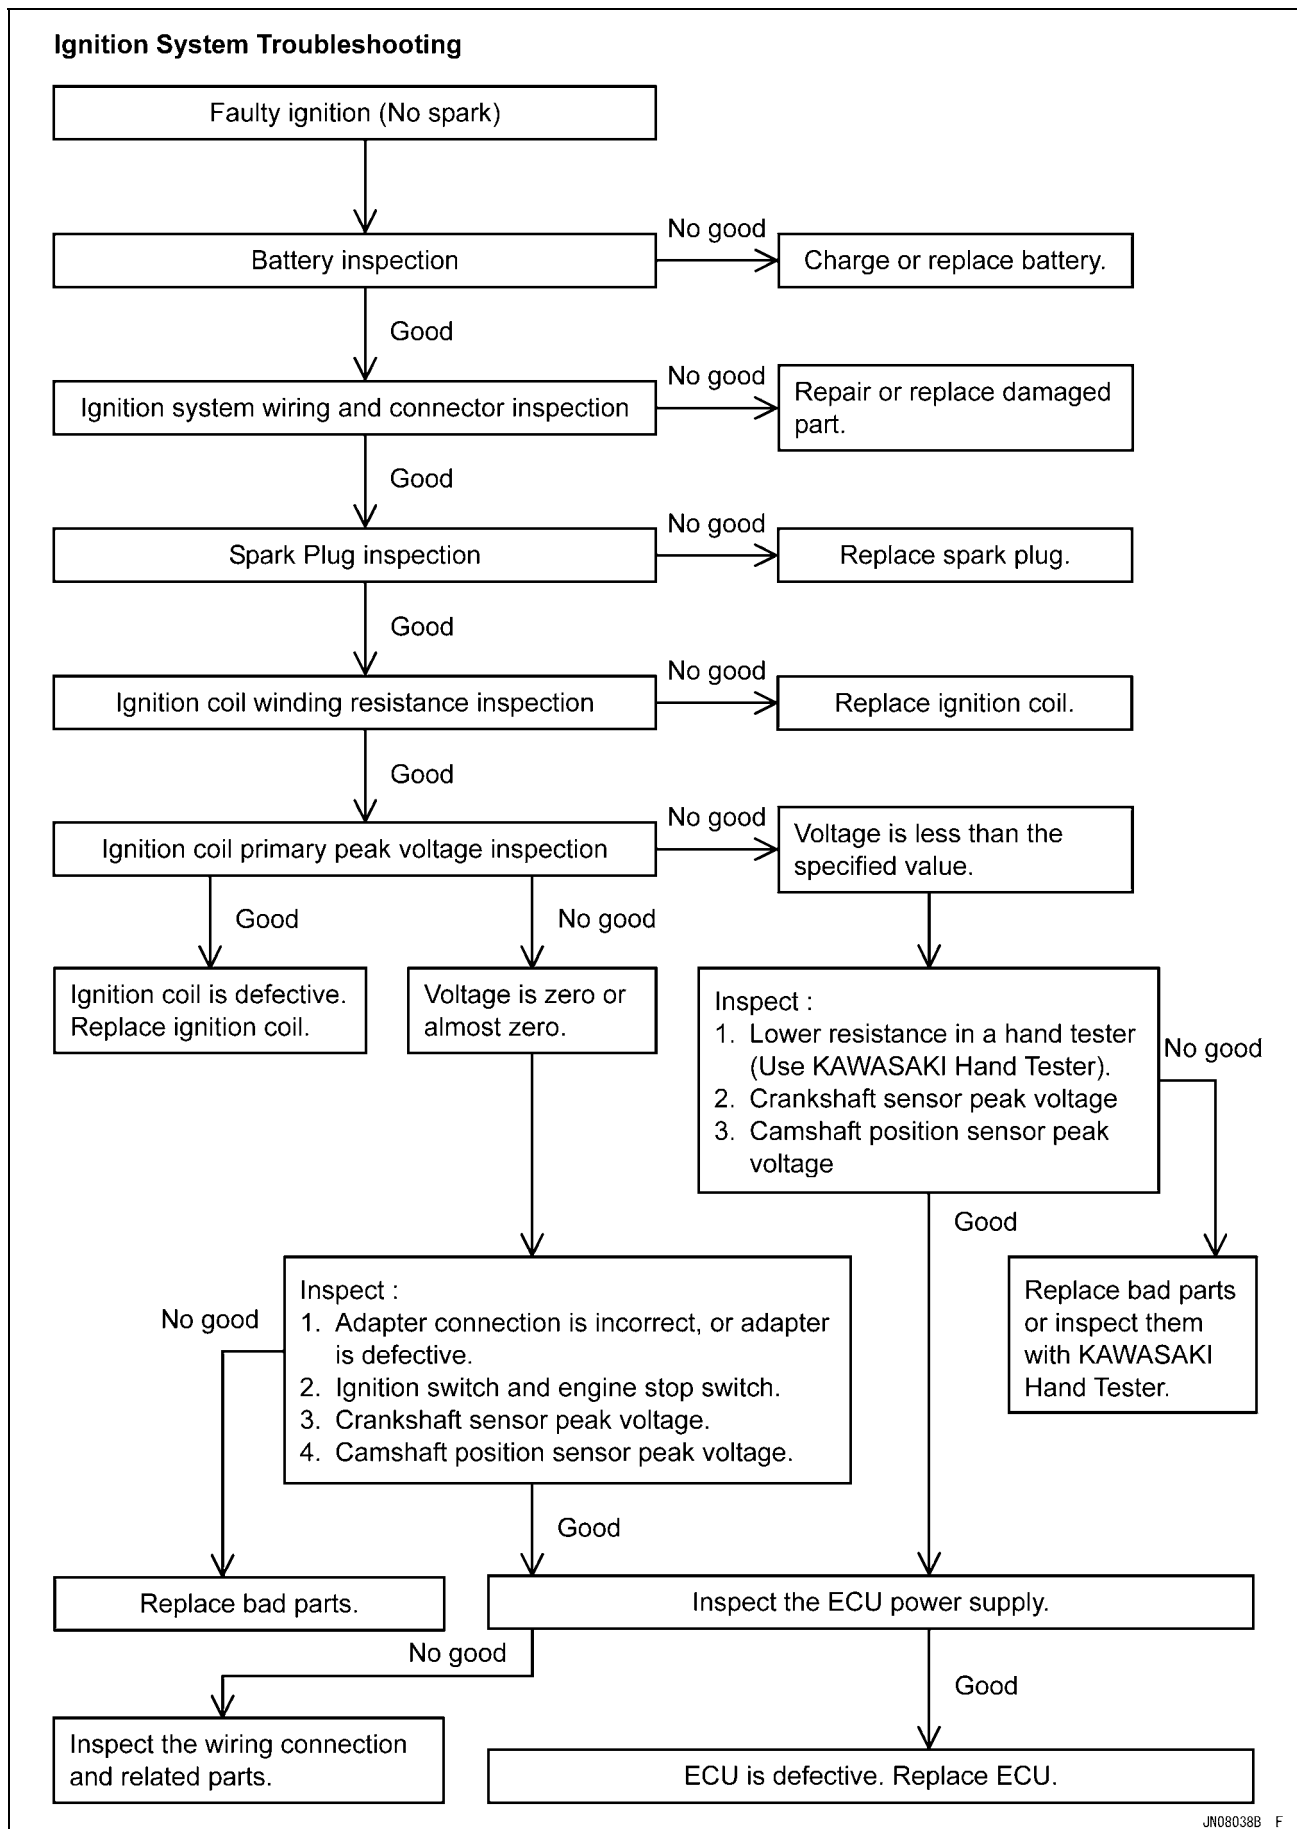 Ignition System Troubleshooting
Faulty ignition (No spark)
No good
Battery inspection
Charge or replace battery.
Good
No good
Ignition system wiring and connector inspection
Repair or replace damaged
part.
Good
No good
Spark Plug inspection
Replace spark plug.
Good
No good
Ignition coil winding resistance inspection
Replace ignition coil.
Good
No good
Ignition coil primary peak voltage inspection
Voltage is less than the
specified value.
Good
No good
Ignition coil is defective.
Replace ignition coil.
Voltage is zero or
almost zero.
Inspect :
1. Lower resistance in a hand tester
(Use KAWASAKI Hand Tester).
2. Crankshaft sensor peak voltage
3. Camshaft position sensor peak
voltage
No good
Good
Inspect :
1. Adapter connection is incorrect, or adapter
is defective.
2. Ignition switch and engine stop switch.
3. Crankshaft sensor peak voltage.
4. Camshaft position sensor peak voltage.
No good
Replace bad parts
or inspect them
with KAWASAKI
Hand Tester.
Good
Replace bad parts.
Inspect the ECU power supply.
No good
Good
Inspect the wiring connection
and related parts.
ECU is defective. Replace ECU.
JN08038B F